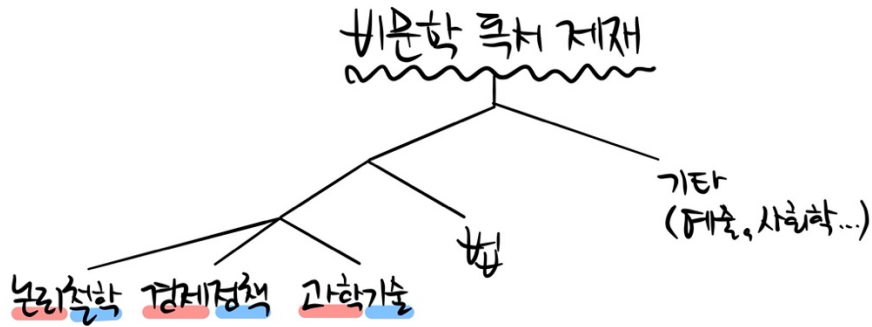 비문학 독서 제재
기타
(예술, 사회학...)
법
논리철학 경제정책 과학기술